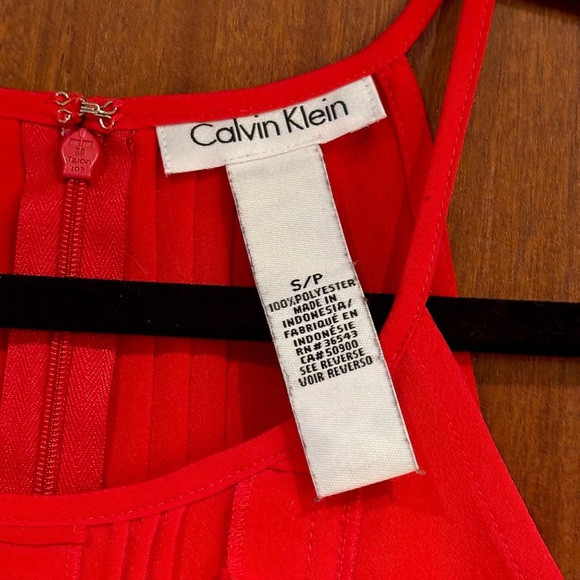 Calvin Klein
S/P
100% POLYESTER
MADE IN
INDONESIA/
FABRIQUÉ EN
INDONÉSIE
RN# 36543
CA# 50900
SEE REVERSE
VOIR REVERSO